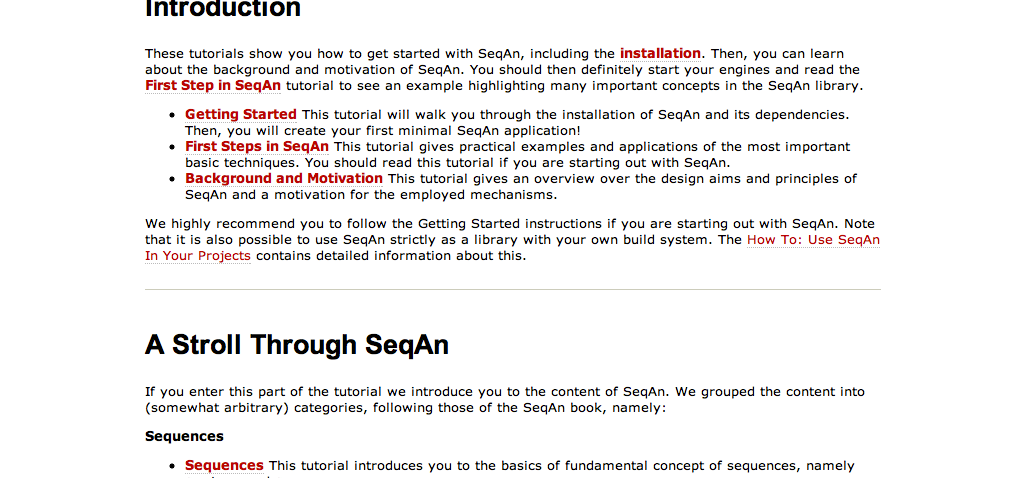 Introduction
These tutorials show you how to get started with SeqAn, including the installation. Then, you can learn
about the background and motivation of SeqAn. You should then definitely start your engines and read the
First Step in SeqAn tutorial to see an example highlighting many important concepts in the SeqAn library.
• Getting Started This tutorial will walk you through the installation of SeqAn and its dependencies.
Then, you will create your first minimal SeqAn application!
• First Steps in SeqAn This tutorial gives practical examples and applications of the most important
basic techniques. You should read this tutorial if you are starting out with SeqAn.
• Background and Motivation This tutorial gives an overview over the design aims and principles of
SeqAn and a motivation for the employed mechanisms.
We highly recommend you to follow the Getting Started instructions if you are starting out with SeqAn. Note
that it is also possible to use SeqAn strictly as a library with your own build system. The How To: Use SeqAn
In Your Projects contains detailed information about this.
A Stroll Through SeqAn
If you enter this part of the tutorial we introduce you to the content of SeqAn. We grouped the content into
(somewhat arbitrary) categories, following those of the SeqAn book, namely:
Sequences
• Sequences This tutorial introduces you to the basics of fundamental concept of sequences, namely